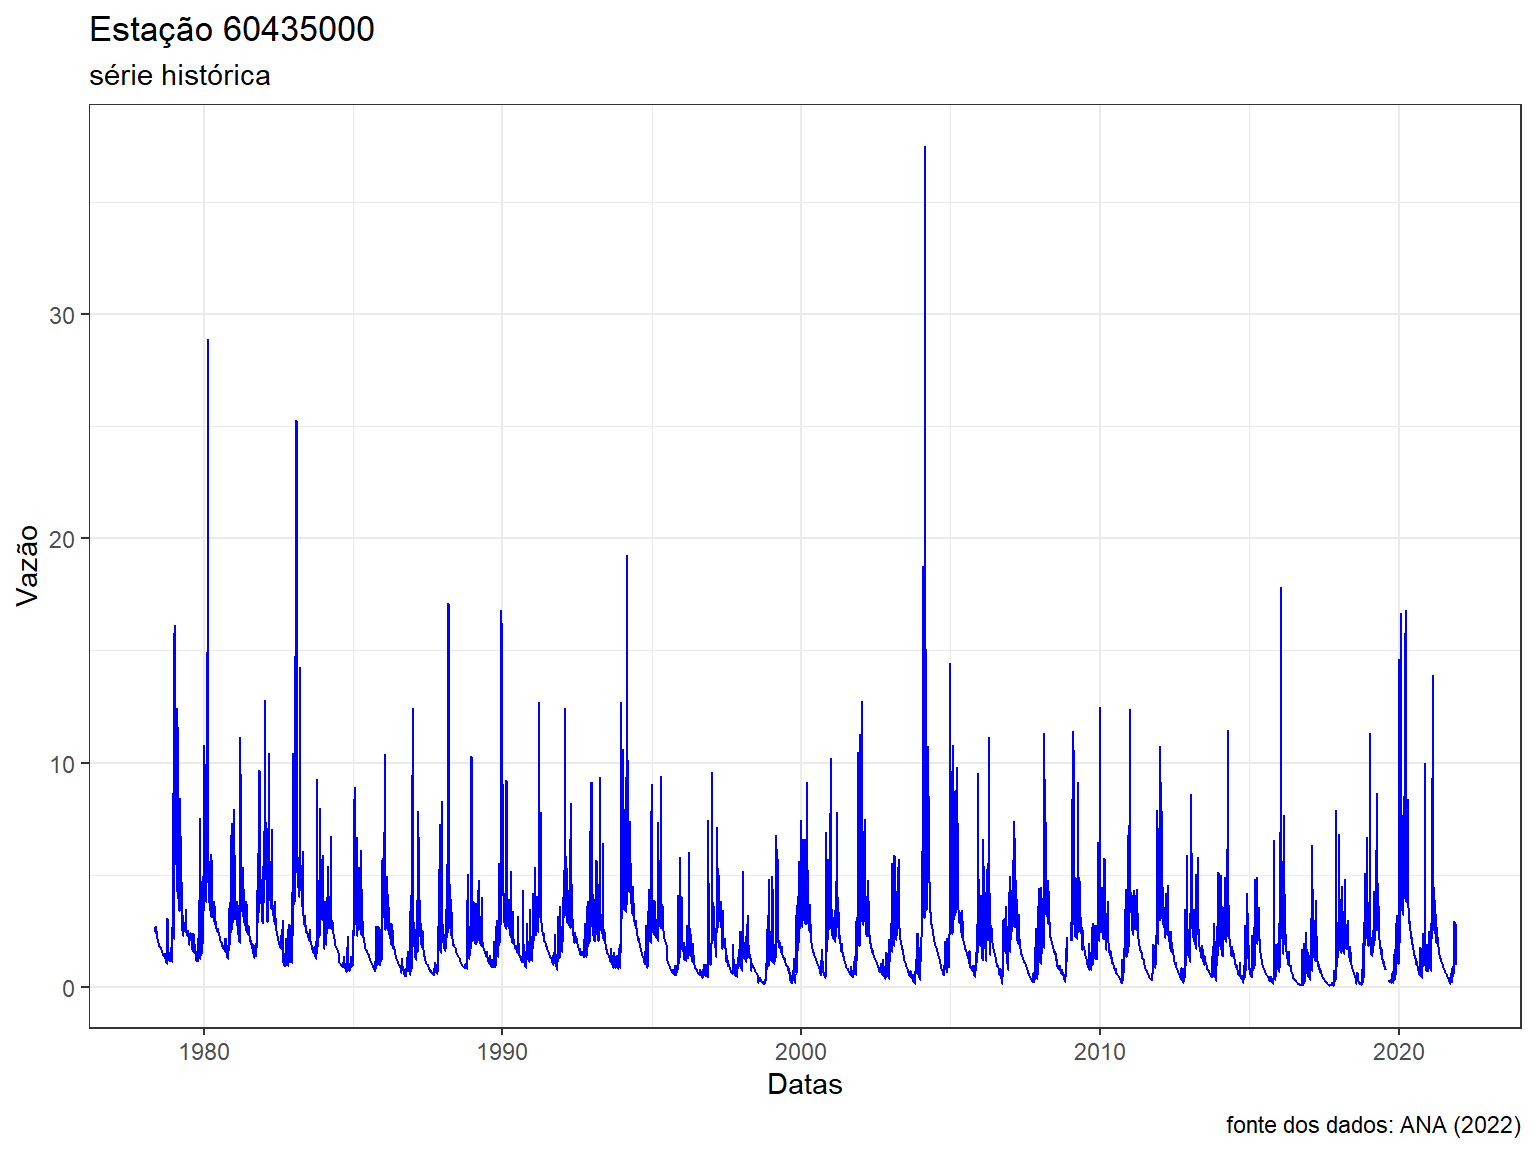 Estação 60435000
série histórica
Vazão
30
20
10
0
1980 1990 2000 2010 2020
Datas
fonte dos dados: ANA (2022)